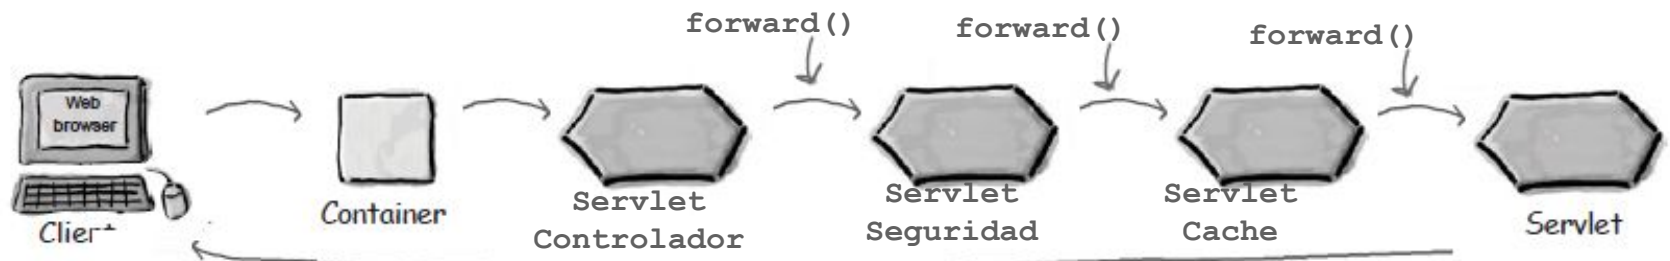 forward()
forward()
forward()
Web
browser
Container
Servlet
Controlador
Servlet
Seguridad
Servlet
Cache
Servlet